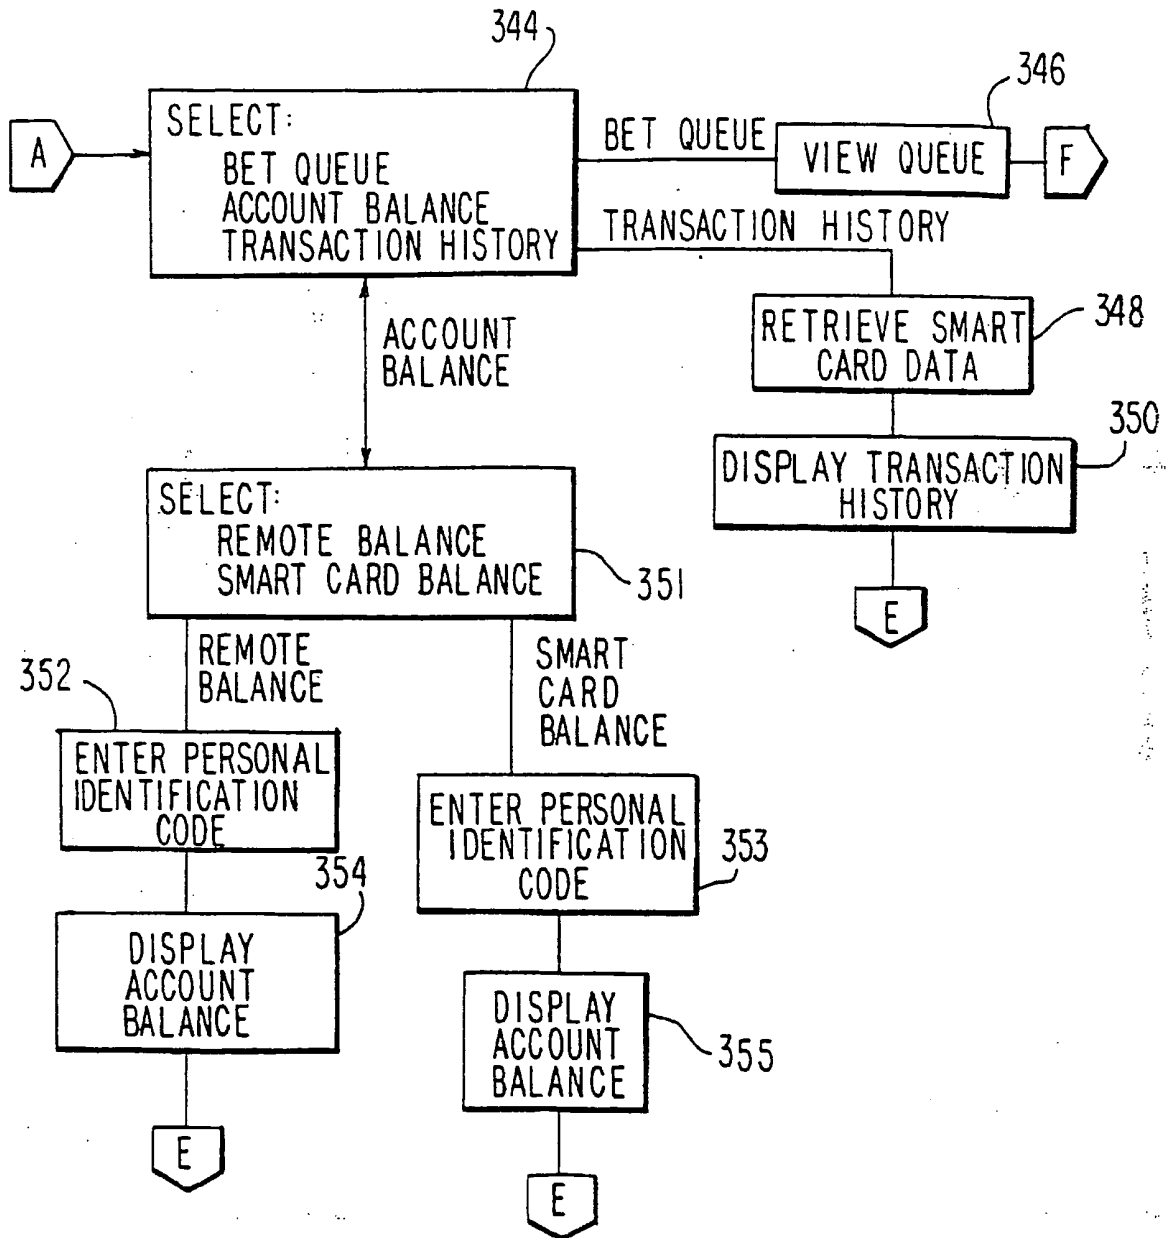 344
346
A
SELECT:
BET QUEUE
ACCOUNT BALANCE
TRANSACTION HISTORY
BET QUEUE
VIEW QUEUE
F
TRANSACTION HISTORY
RETRIEVE SMART
CARD DATA
348
ACCOUNT
BALANCE
350
DISPLAY TRANSACTION
HISTORY
E
SELECT:
REMOTE BALANCE
SMART CARD BALANCE
351
REMOTE
BALANCE
SMART
CARD
BALANCE
352
ENTER PERSONAL
IDENTIFICATION
CODE
ENTER PERSONAL
IDENTIFICATION
CODE
353
354
DISPLAY
ACCOUNT
BALANCE
DISPLAY
ACCOUNT
BALANCE
355
E
E